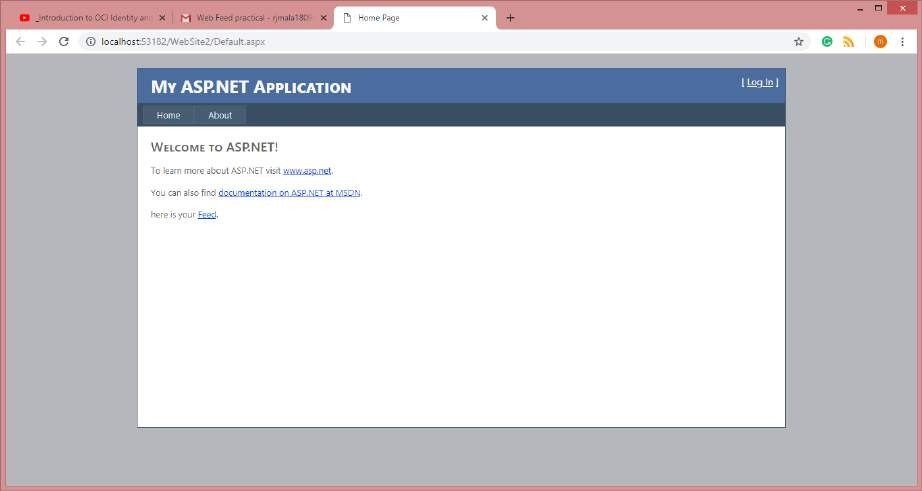 _Introduction to OCI Identity and
Web Feed practical - rjmala1809
Home Page
localhost:53182/WebSite2/Default.aspx
m
My ASP.NET Application
[ Log In ]
Home
About
Welcome to ASP.NET!
To learn more about ASP.NET visit www.asp.net.
You can also find documentation on ASP.NET at MSDN.
here is your Feed.